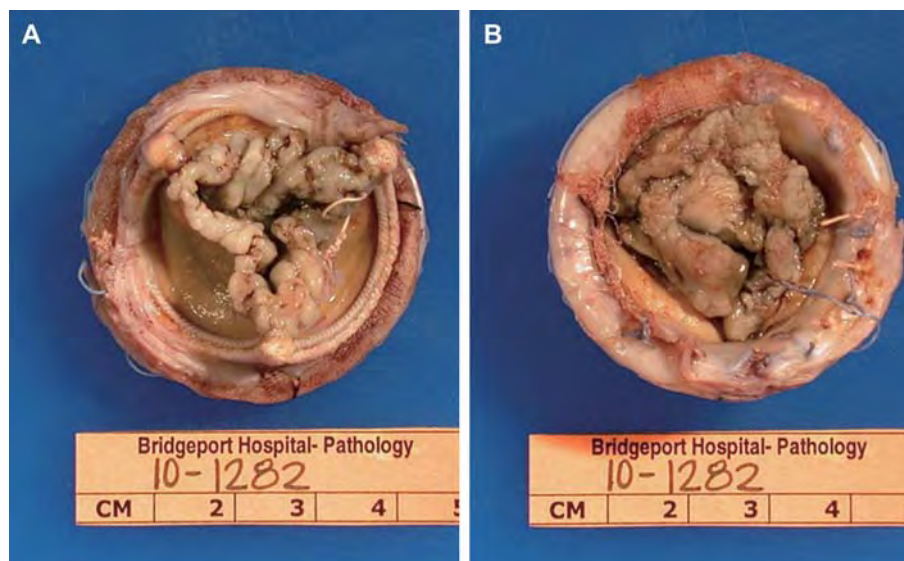 A
Bridgeport Hospital- Pathology
10-1282
CM 2 3 4 5
B
Bridgeport Hospital- Pathology
10-1282
CM 2 3 4